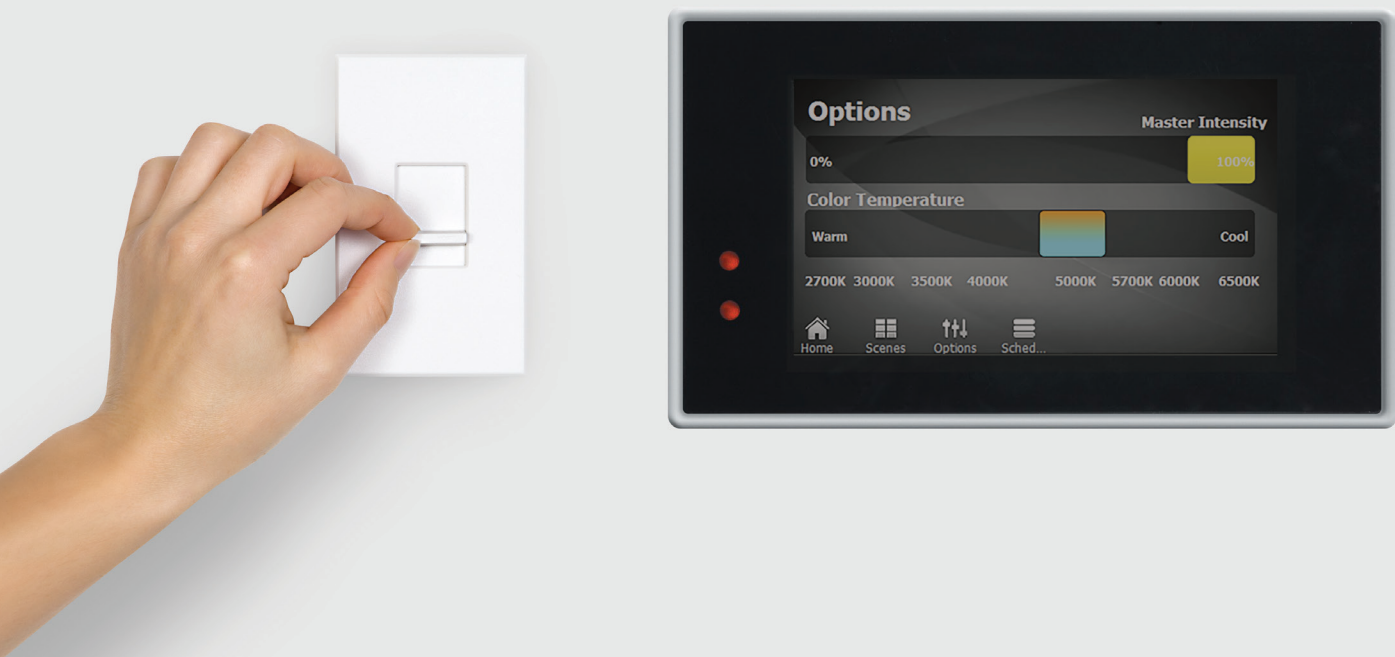 Options
Master Intensity
0% 100%
Color Temperature
Warm Cool
2700K 3000K 3500K 4000K 5000K 5700K 6000K 6500K
Home Scenes Options Sched...